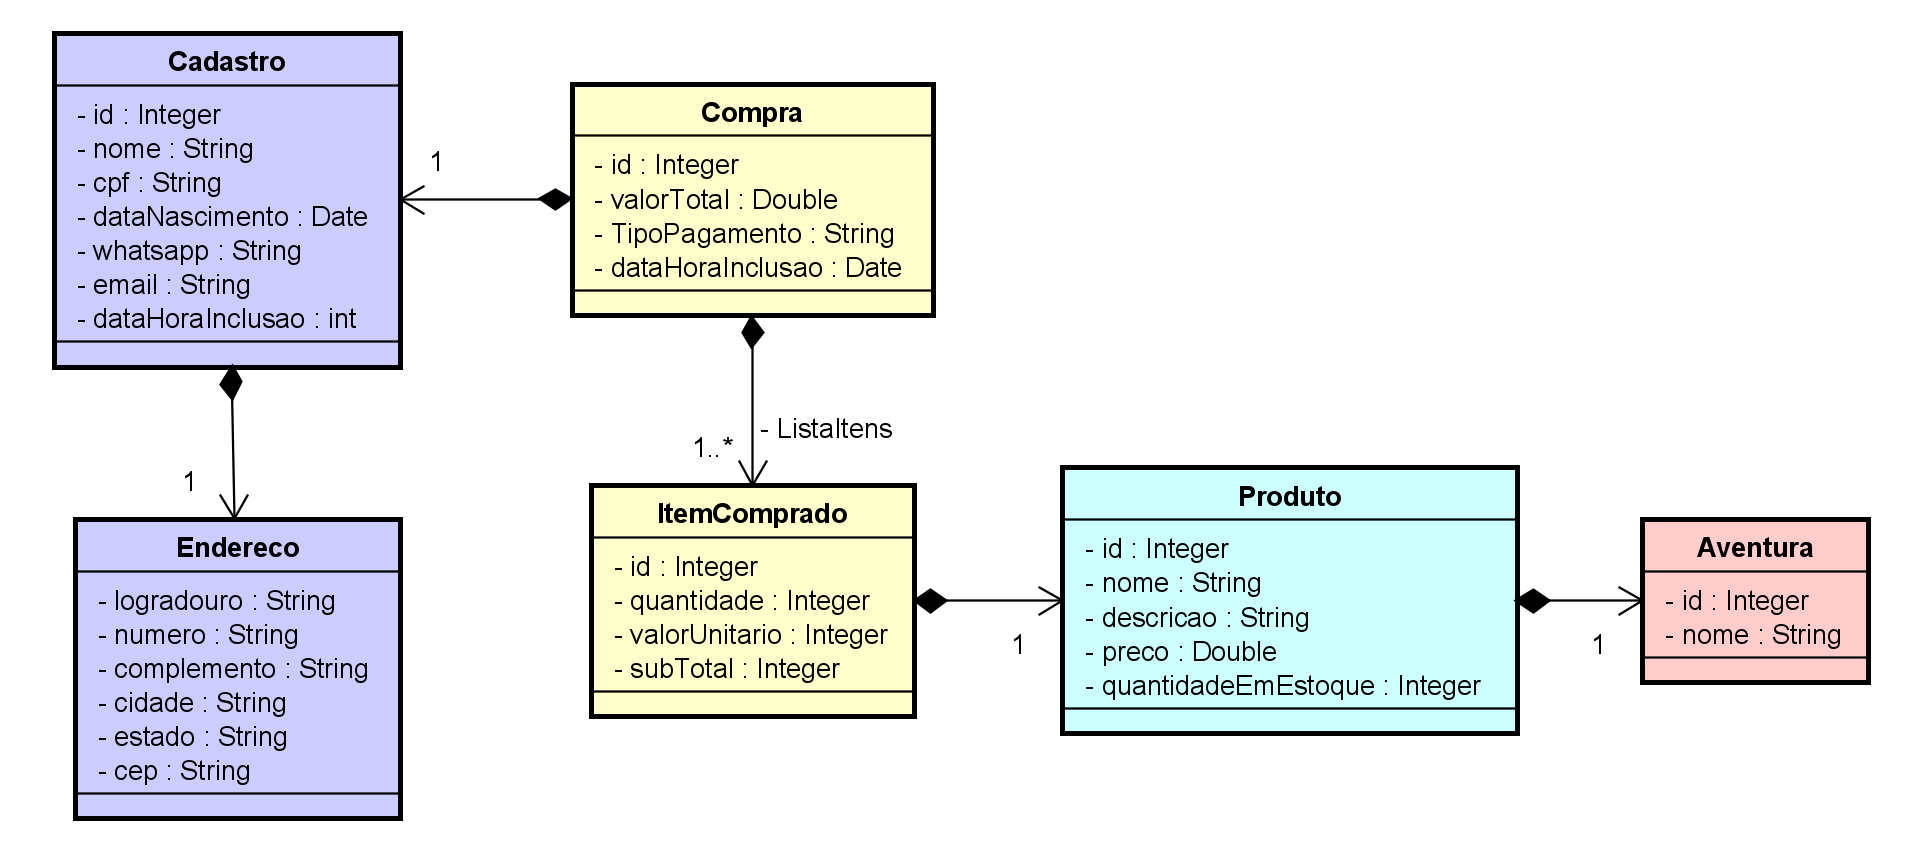 Cadastro
- id : Integer
- nome : String
- cpf : String
- dataNascimento : Date
- whatsapp : String
- email : String
- dataHoraInclusao : int
1
Compra
- id : Integer
- valorTotal : Double
- TipoPagamento : String
- dataHoraInclusao : Date
1
Endereco
- logradouro : String
- numero : String
- complemento : String
- cidade : String
- estado : String
- cep : String
- ListaItens
1..*
ItemComprado
- id : Integer
- quantidade : Integer
- valorUnitario : Integer
- subTotal : Integer
1
Produto
- id : Integer
- nome : String
- descricao : String
- preco : Double
- quantidadeEmEstoque : Integer
1
Aventura
- id : Integer
- nome : String